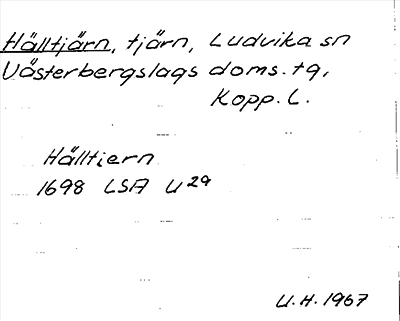 Hälltjärn, tjärn, Ludvika sn
Västerbergslags doms. tg,
Kopp. L.
Hälltiern
1698 LSA U 29
U.H. 1967